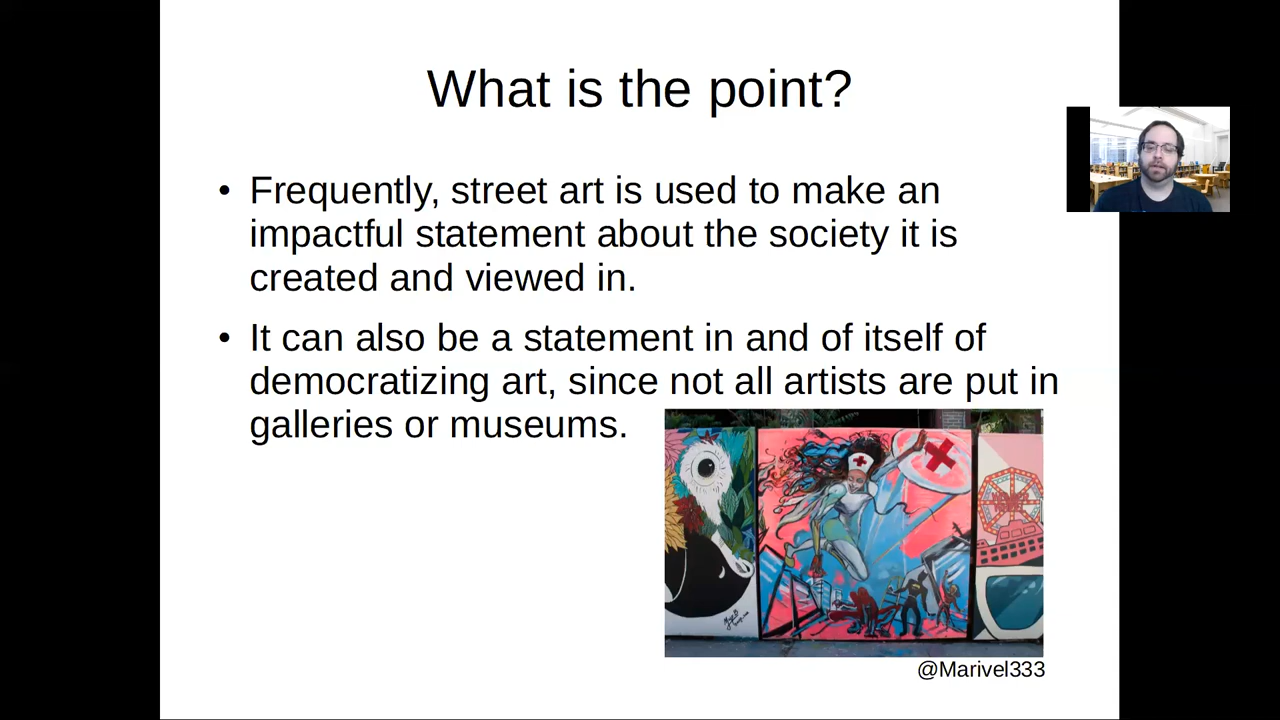 What is the point?
• Frequently, street art is used to make an
impactful statement about the society it is
created and viewed in.
• It can also be a statement in and of itself of
democratizing art, since not all artists are put in
galleries or museums.
@Marivel333